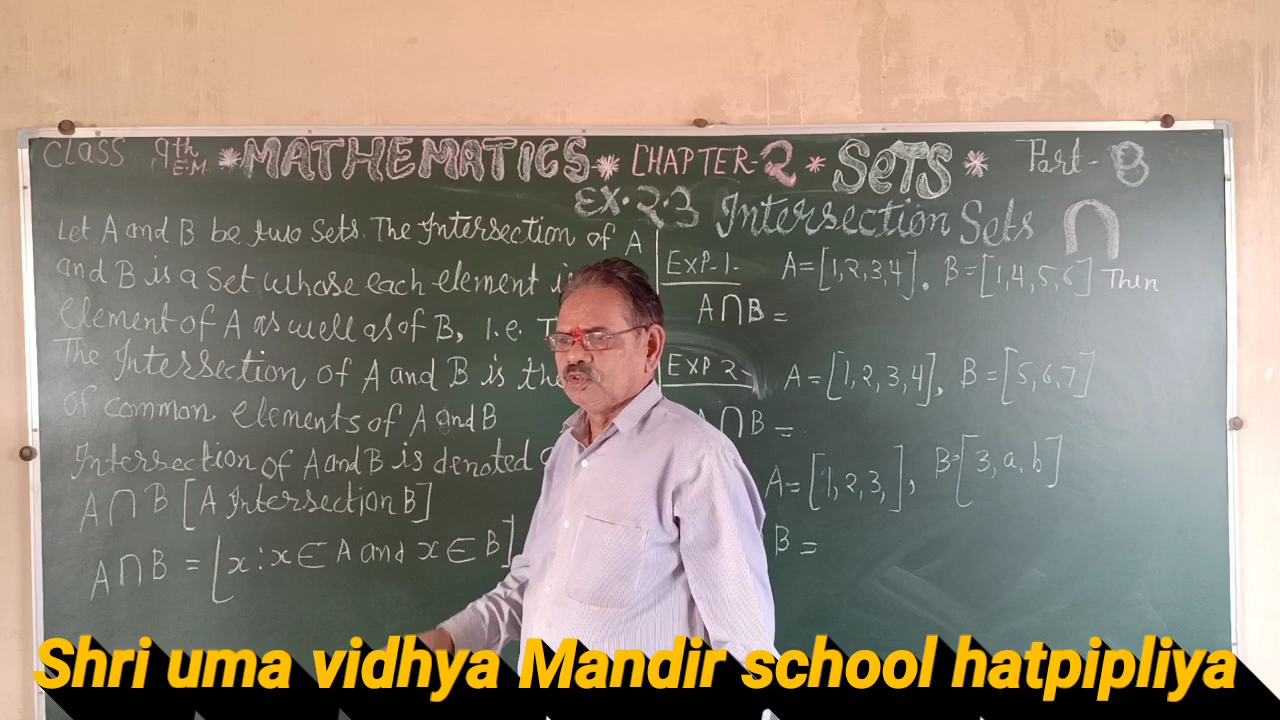 Class 9th E.M. * MATHEMATICS * CHAPTER-2 * SeTS * Part-B
EX.2.3 Intersection Sets ∩
Let A and B be two Sets. The Intersection of A
and B is a Set whose each element
Element of A as well as of B, i.e.
The Intersection of A and B is the
of common elements of A and B
Intersection of A and B is denoted
A∩B [A Intersection B]
A∩B = [x : x ∈ A and x ∈ B]
EXP-1- A=[1,2,3,4]. B=[1,4,5,6] Then
A∩B =
EXP 2- A=[1,2,3,4], B=[5,6,7]
A∩B =
A=[1,2,3,], B=[3,a,b]
B =
Shri uma vidhya Mandir school hatpipliya